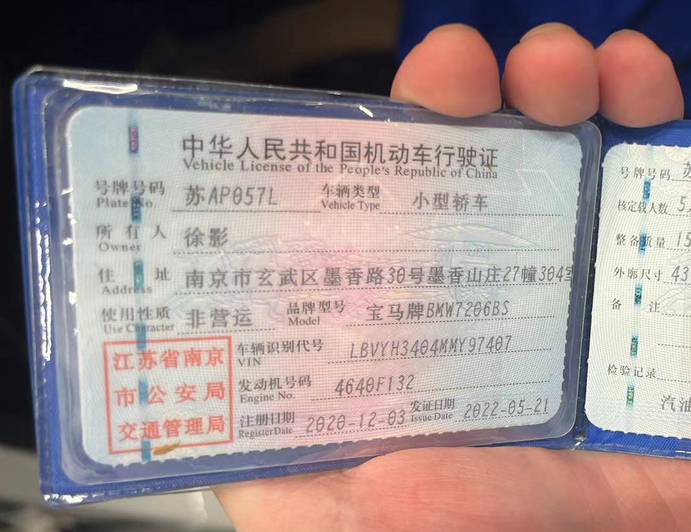 中华人民共和国机动车行驶证
Vehicle License of the People's Republic of China
号牌号码 苏AP057L 车辆类型 小型轿车
Plate No. Vehicle Type
所有人 徐影
Owner
住址 南京市玄武区墨香路30号墨香山庄27幢304室
Address
使用性质 非营运 品牌型号 宝马牌BMW7206BS
Use Character Model
江苏省南京
市公安局
交通管理局
车辆识别代号 LBVYH3404MMY97407
VIN
发动机号码 4640F132
Engine No.
注册日期 2020-12-03 发证日期 2022-05-21
Register Date Issue Date
号牌号码
核定载人数 5
整备质量 15
外廓尺寸 43
备注
检验记录
汽油